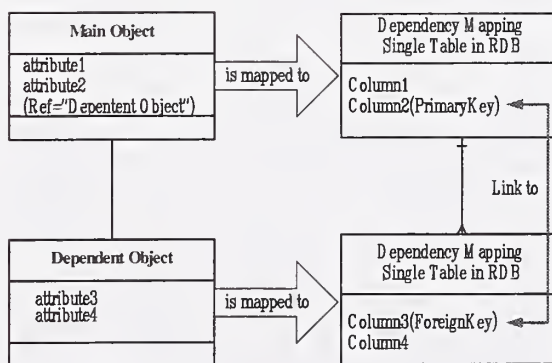 Main Object
attribute1
attribute2
(Ref="Depentent Object")
is mapped to
Dependency Mapping
Single Table in RDB
Column1
Column2(PrimaryKey)
Link to
Dependent Object
attribute3
attribute4
is mapped to
Dependency Mapping
Single Table in RDB
Column3(ForeignKey)
Column4